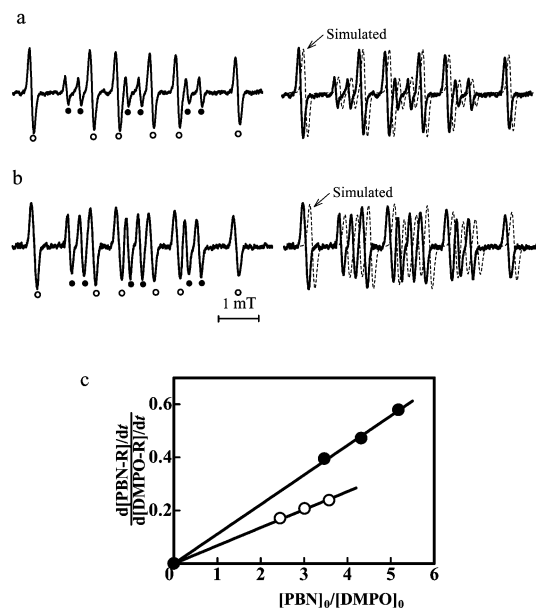 a
Simulated
b
Simulated
1 mT
c
d[PBN-R]/dt
d[DMPO-R]/dt
0.6
0.4
0.2
0
0 1 2 3 4 5 6
[PBN]₀/[DMPO]₀